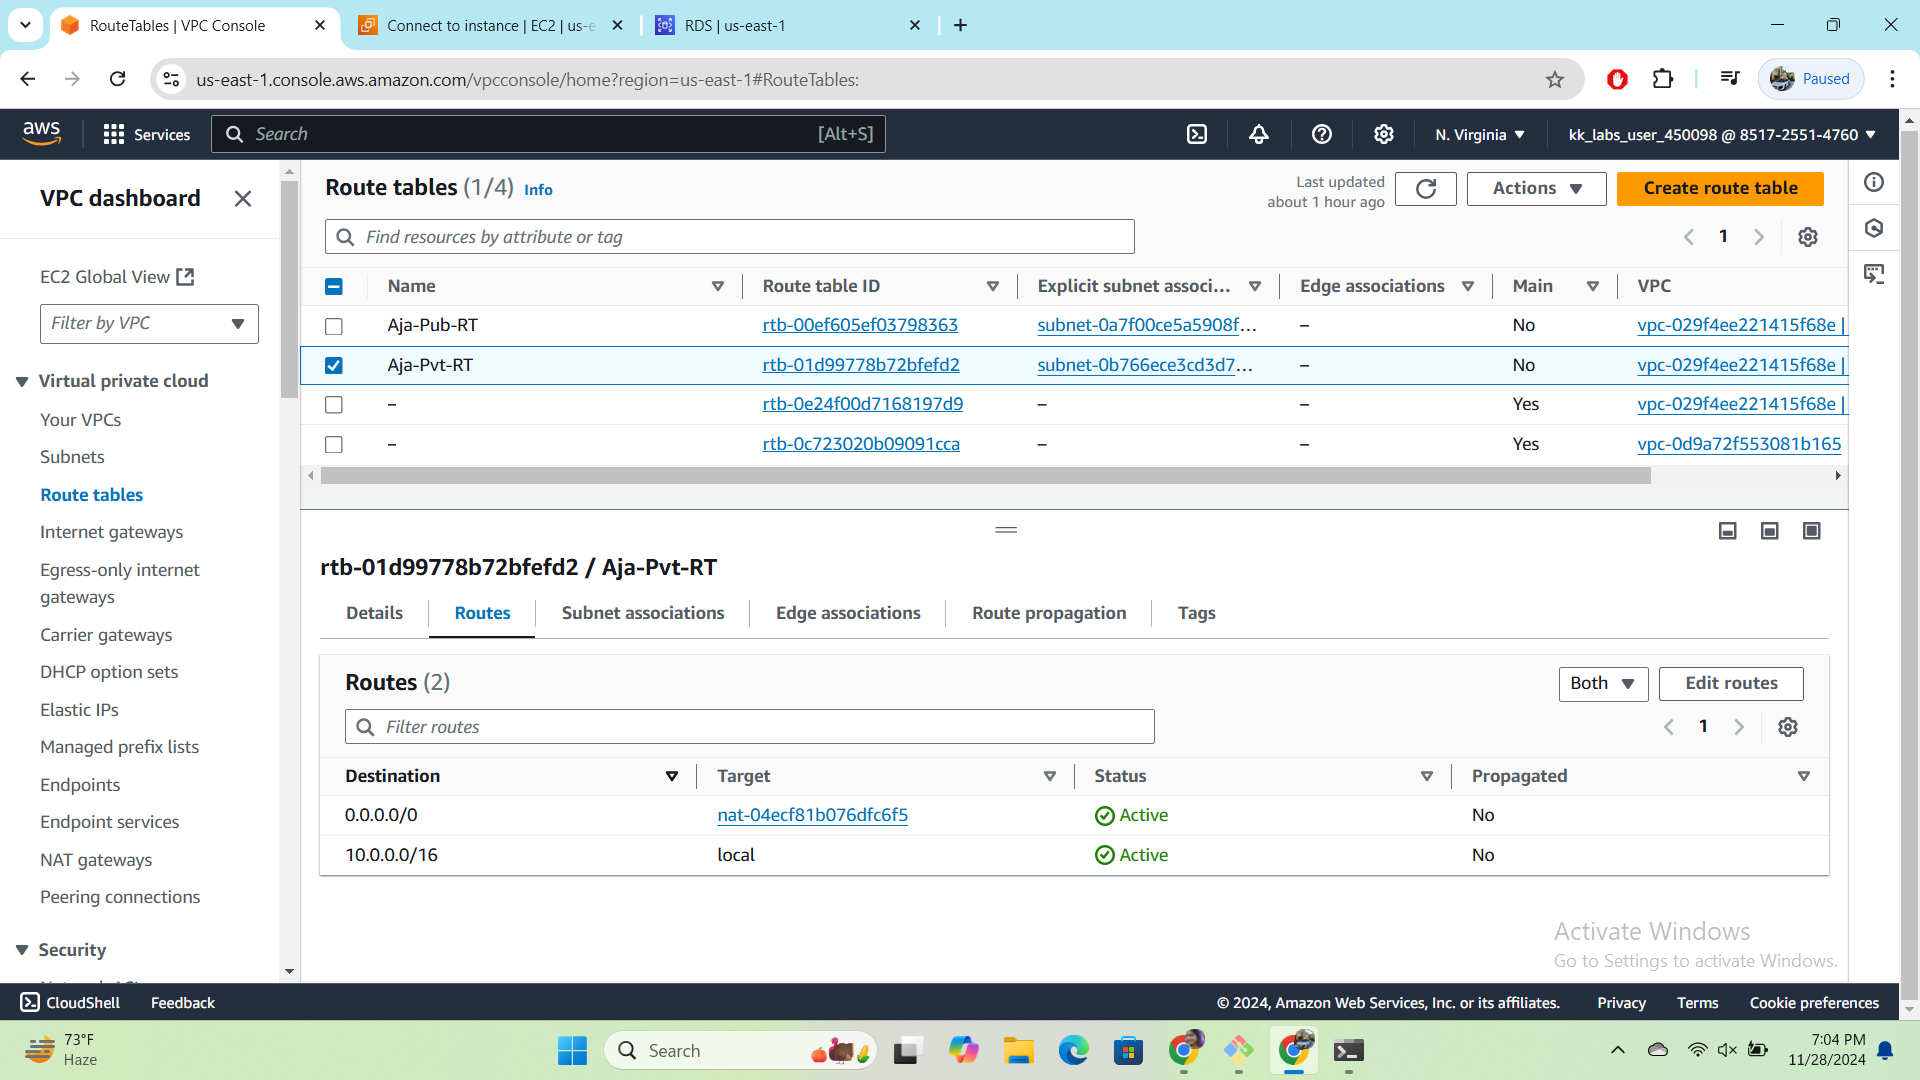 RouteTables | VPC Console
Connect to instance | EC2 | us-e
RDS | us-east-1
us-east-1.console.aws.amazon.com/vpcconsole/home?region=us-east-1#RouteTables:
Paused
aws
Services
Search
[Alt+S]
N. Virginia
kk_labs_user_450098 @ 8517-2551-4760
VPC dashboard
EC2 Global View
Filter by VPC
Virtual private cloud
Your VPCs
Subnets
Route tables
Internet gateways
Egress-only internet
gateways
Carrier gateways
DHCP option sets
Elastic IPs
Managed prefix lists
Endpoints
Endpoint services
NAT gateways
Peering connections
Security
Route tables (1/4) Info
Last updated
about 1 hour ago
Actions
Create route table
Find resources by attribute or tag
1
Name Route table ID Explicit subnet associ... Edge associations Main VPC
Aja-Pub-RT rtb-00ef605ef03798363 subnet-0a7f00ce5a5908f... – No vpc-029f4ee221415f68e |
Aja-Pvt-RT rtb-01d99778b72bfefd2 subnet-0b766ece3cd3d7... – No vpc-029f4ee221415f68e |
– rtb-0e24f00d7168197d9 – – Yes vpc-029f4ee221415f68e |
– rtb-0c723020b09091cca – – Yes vpc-0d9a72f553081b165
rtb-01d99778b72bfefd2 / Aja-Pvt-RT
Details Routes Subnet associations Edge associations Route propagation Tags
Routes (2)
Both
Edit routes
Filter routes
1
Destination Target Status Propagated
0.0.0.0/0 nat-04ecf81b076dfc6f5 Active No
10.0.0.0/16 local Active No
Activate Windows
Go to Settings to activate Windows.
CloudShell Feedback © 2024, Amazon Web Services, Inc. or its affiliates. Privacy Terms Cookie preferences
73°F
Haze
Search
7:04 PM
11/28/2024